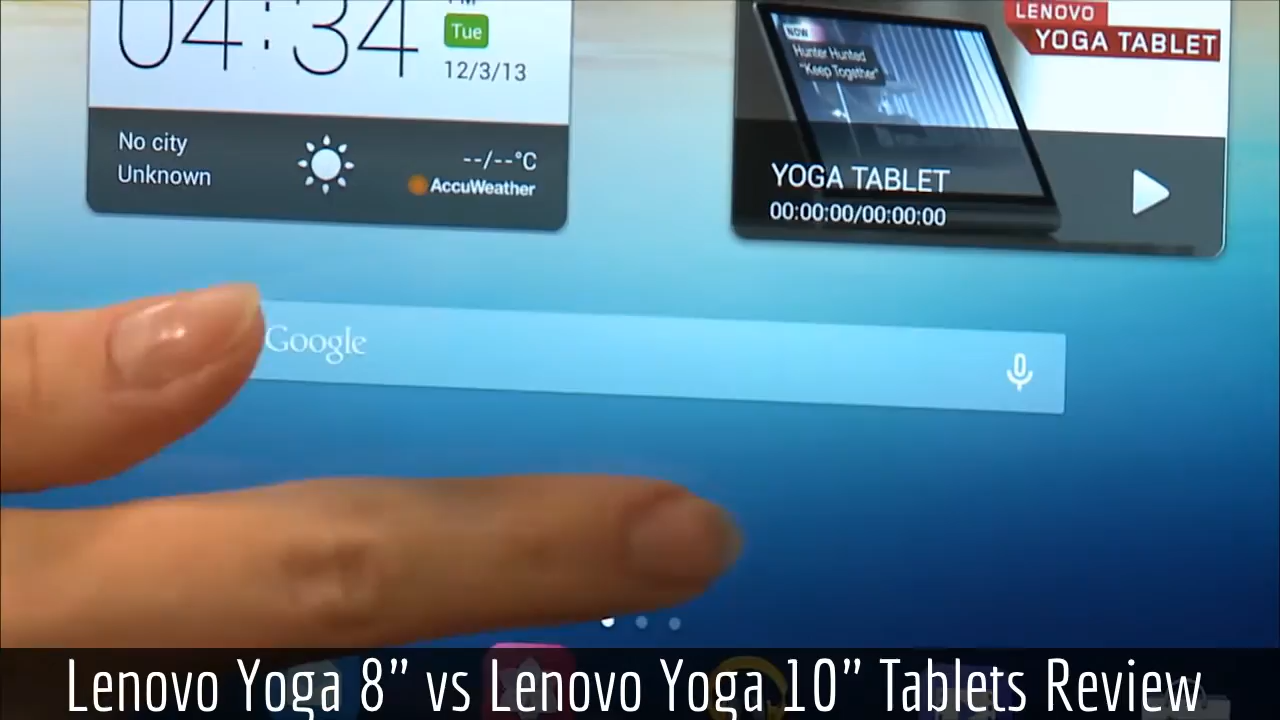 04:34
PM
Tue
12/3/13
No city
Unknown
--/--°C
AccuWeather
LENOVO
YOGA TABLET
NOW
Hunter Hunted
"Keep Together"
YOGA TABLET
00:00:00/00:00:00
Google
Lenovo Yoga 8” vs Lenovo Yoga 10” Tablets Review